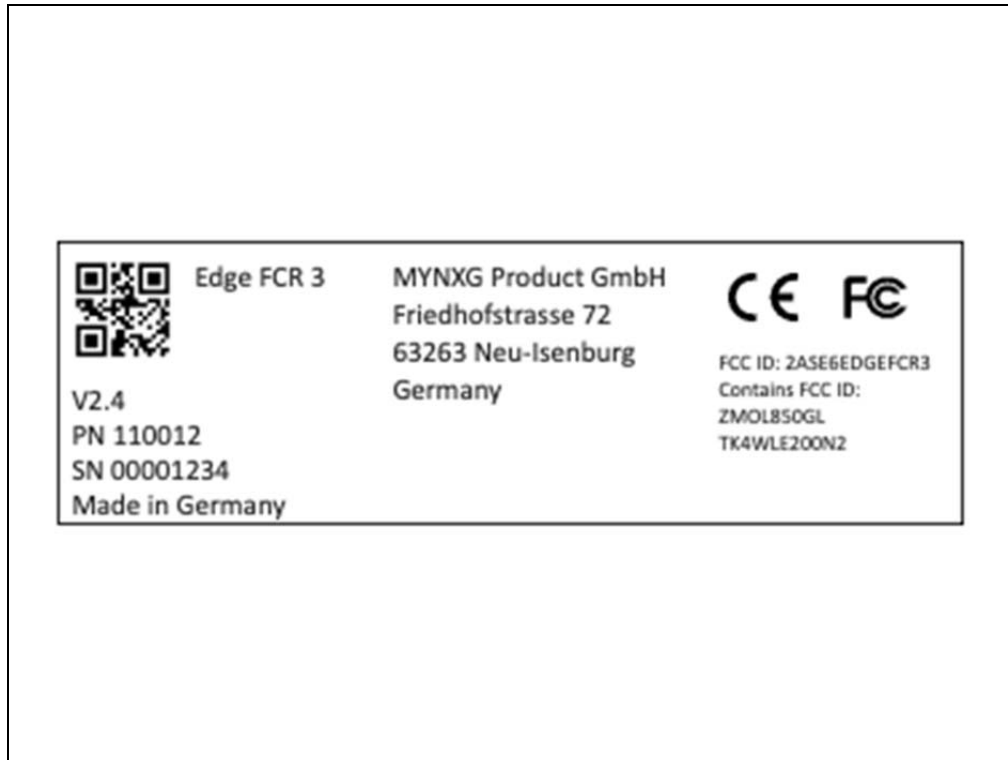 Edge FCR 3
V2.4
PN 110012
SN 00001234
Made in Germany
MYNXG Product GmbH
Friedhofstrasse 72
63263 Neu-Isenburg
Germany
CE FC
FCC ID: 2ASE6EDGEFCR3
Contains FCC ID:
ZMOL850GL
TK4WLE200N2